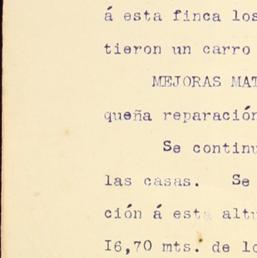 á esta finca los
tieron un carro
MEJORAS MAT
queña reparación
Se continu
las casas. Se
ción á esta altu
I6,70 mts. de lo